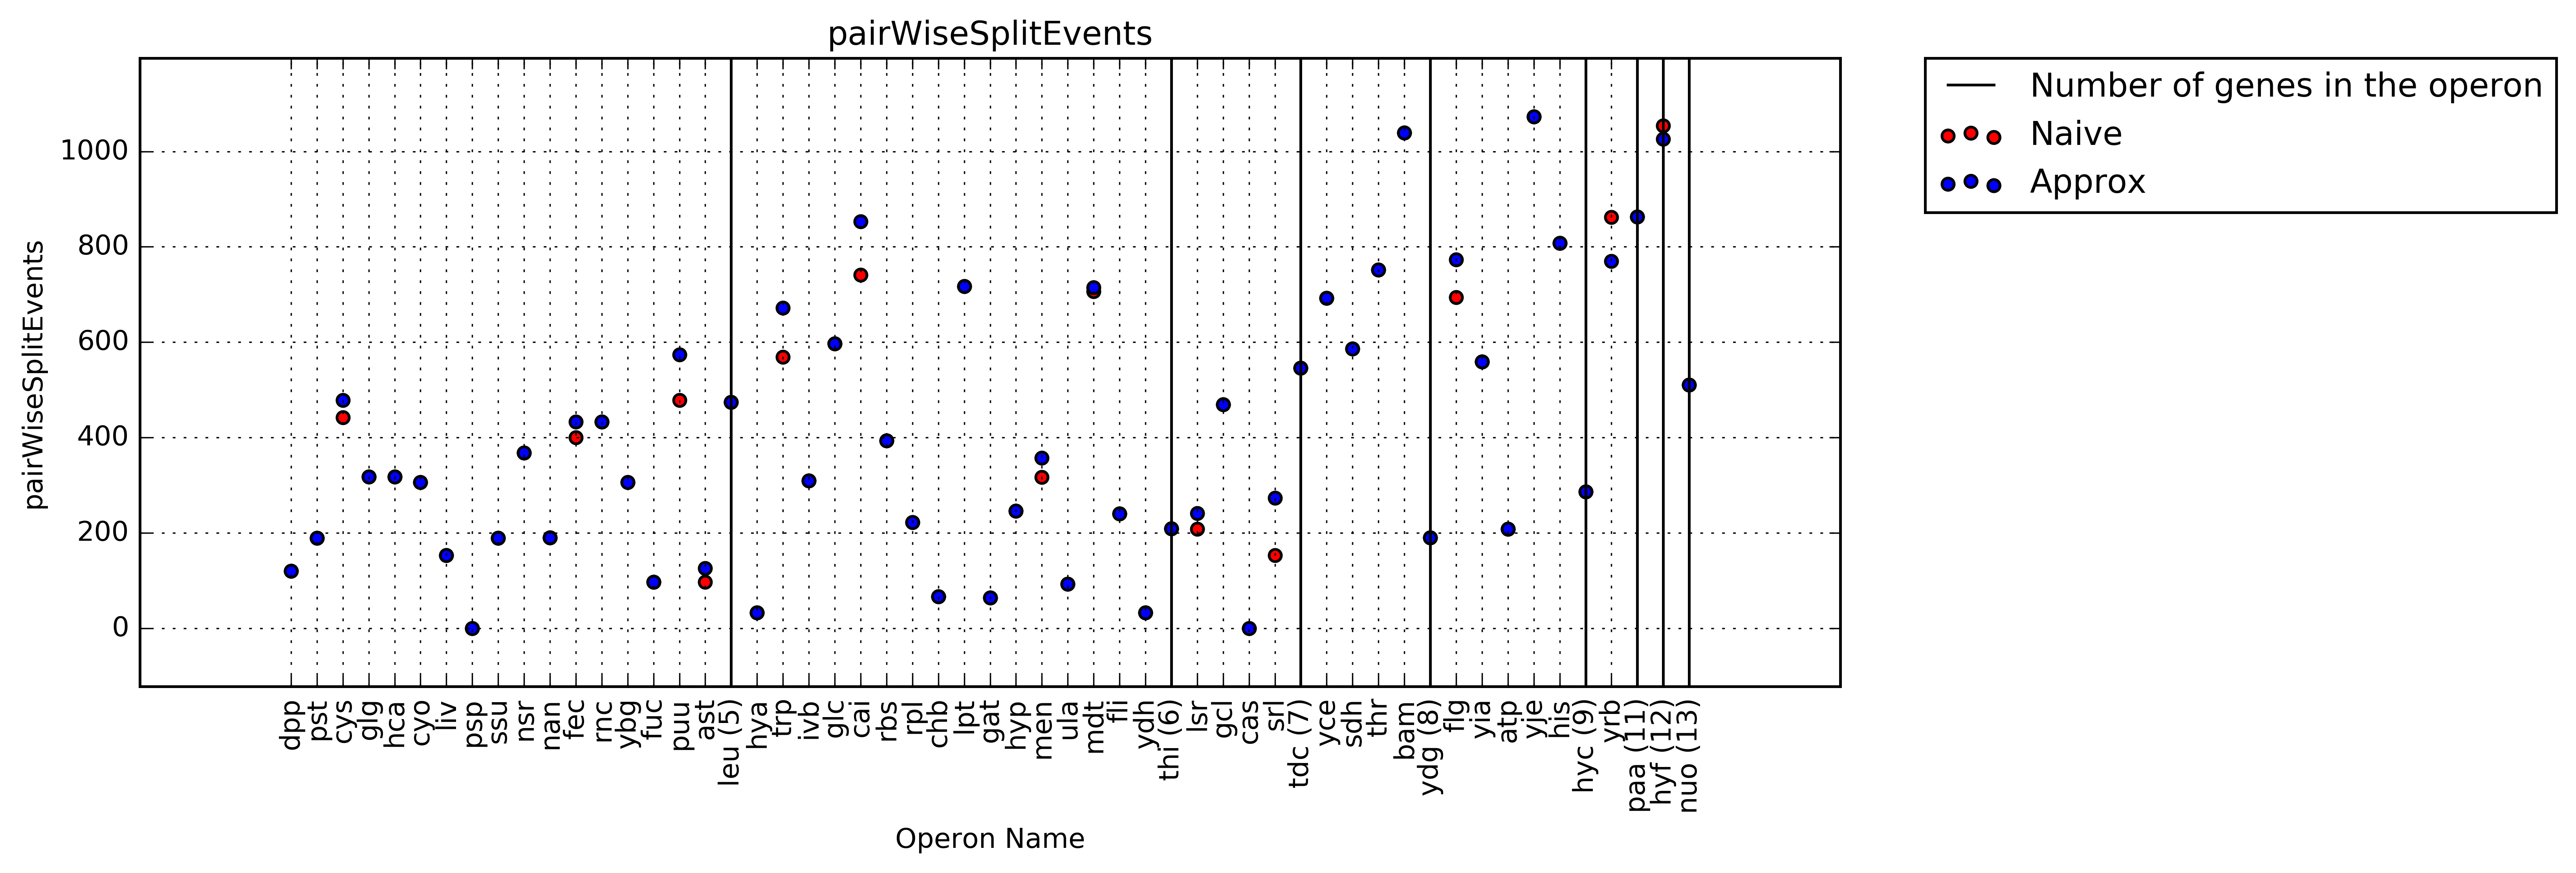 pairWiseSplitEvents
Number of genes in the operon
Naive
Approx
pairWiseSplitEvents
1000
800
600
400
200
0
dpp
pst
cys
glg
hca
cyo
liv
psp
ssu
nsr
nan
fec
rnc
ybg
fuc
puu
ast
leu (5)
hya
trp
ivb
glc
cai
rbs
rpl
chb
lpt
gat
hyp
men
ula
mdt
fli
ydh
thi (6)
lsr
gcl
cas
srl
tdc (7)
yce
sdh
thr
bam
ydg (8)
flg
yia
atp
yje
his
hyc (9)
yrb
paa (11)
hyf (12)
nuo (13)
Operon Name